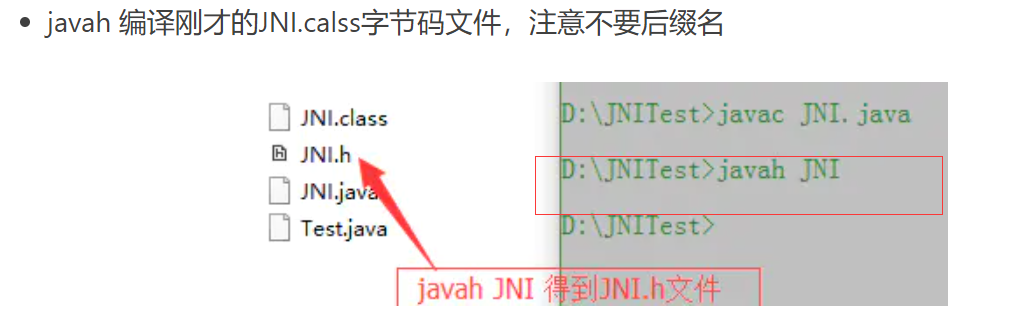 javah 编译刚才的JNI.calss字节码文件，注意不要后缀名
JNI.class
JNI.h
JNI.java
Test.java
D:\JNITest>javac JNI.java
D:\JNITest>javah JNI
D:\JNITest>
javah JNI 得到JNI.h文件